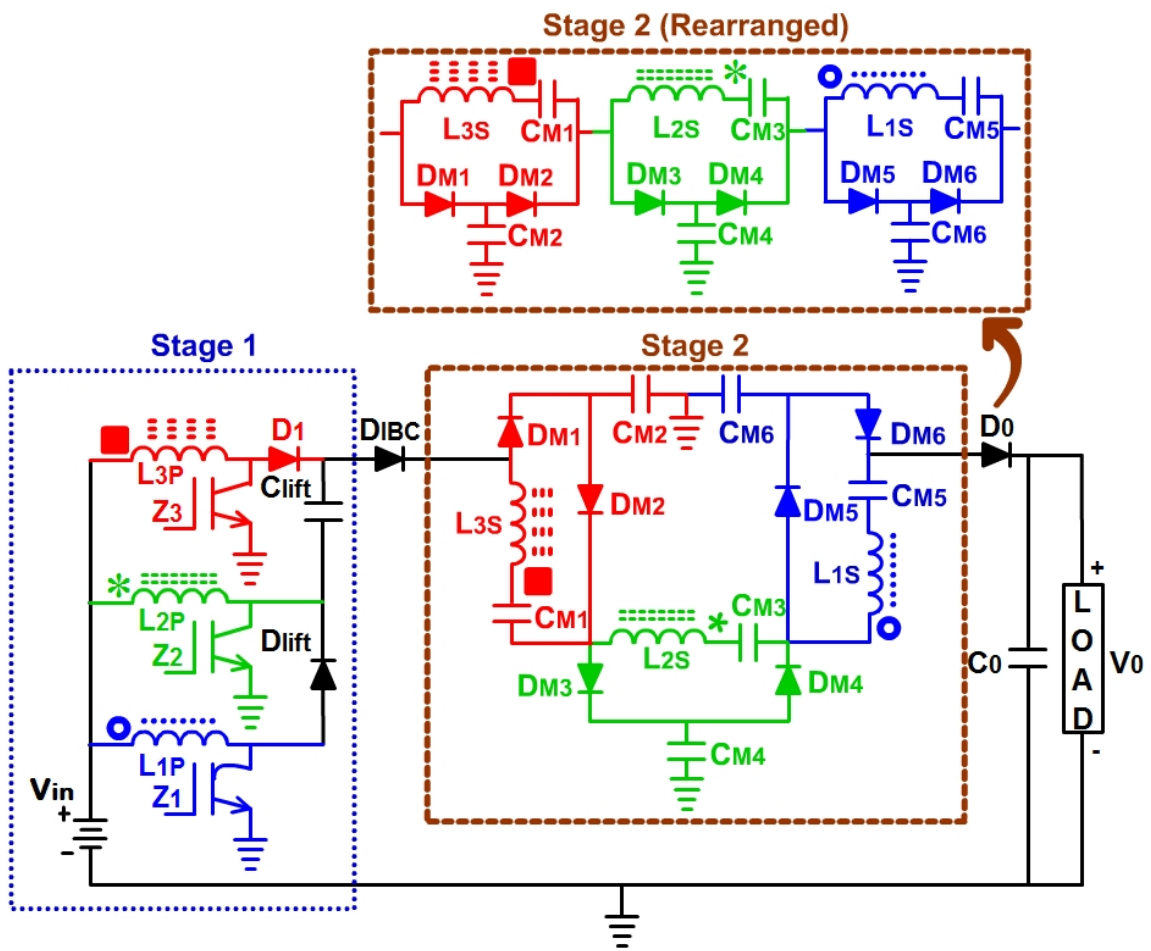 Stage 2 (Rearranged)
L3S
CM1
DM1
DM2
CM2
*
L2S
CM3
DM3
DM4
CM4
L1S
CM5
DM5
DM6
CM6
Stage 1
Stage 2
D1
DIBC
L3P
Clift
Z3
*
L2P
Z2
Dlift
L1P
Z1
Vin
+
-
DM1
CM2
CM6
DM6
D0
L3S
DM2
DM5
CM5
L1S
CM1
L2S
*
CM3
DM3
DM4
CM4
C0
+
LOAD
V0
-